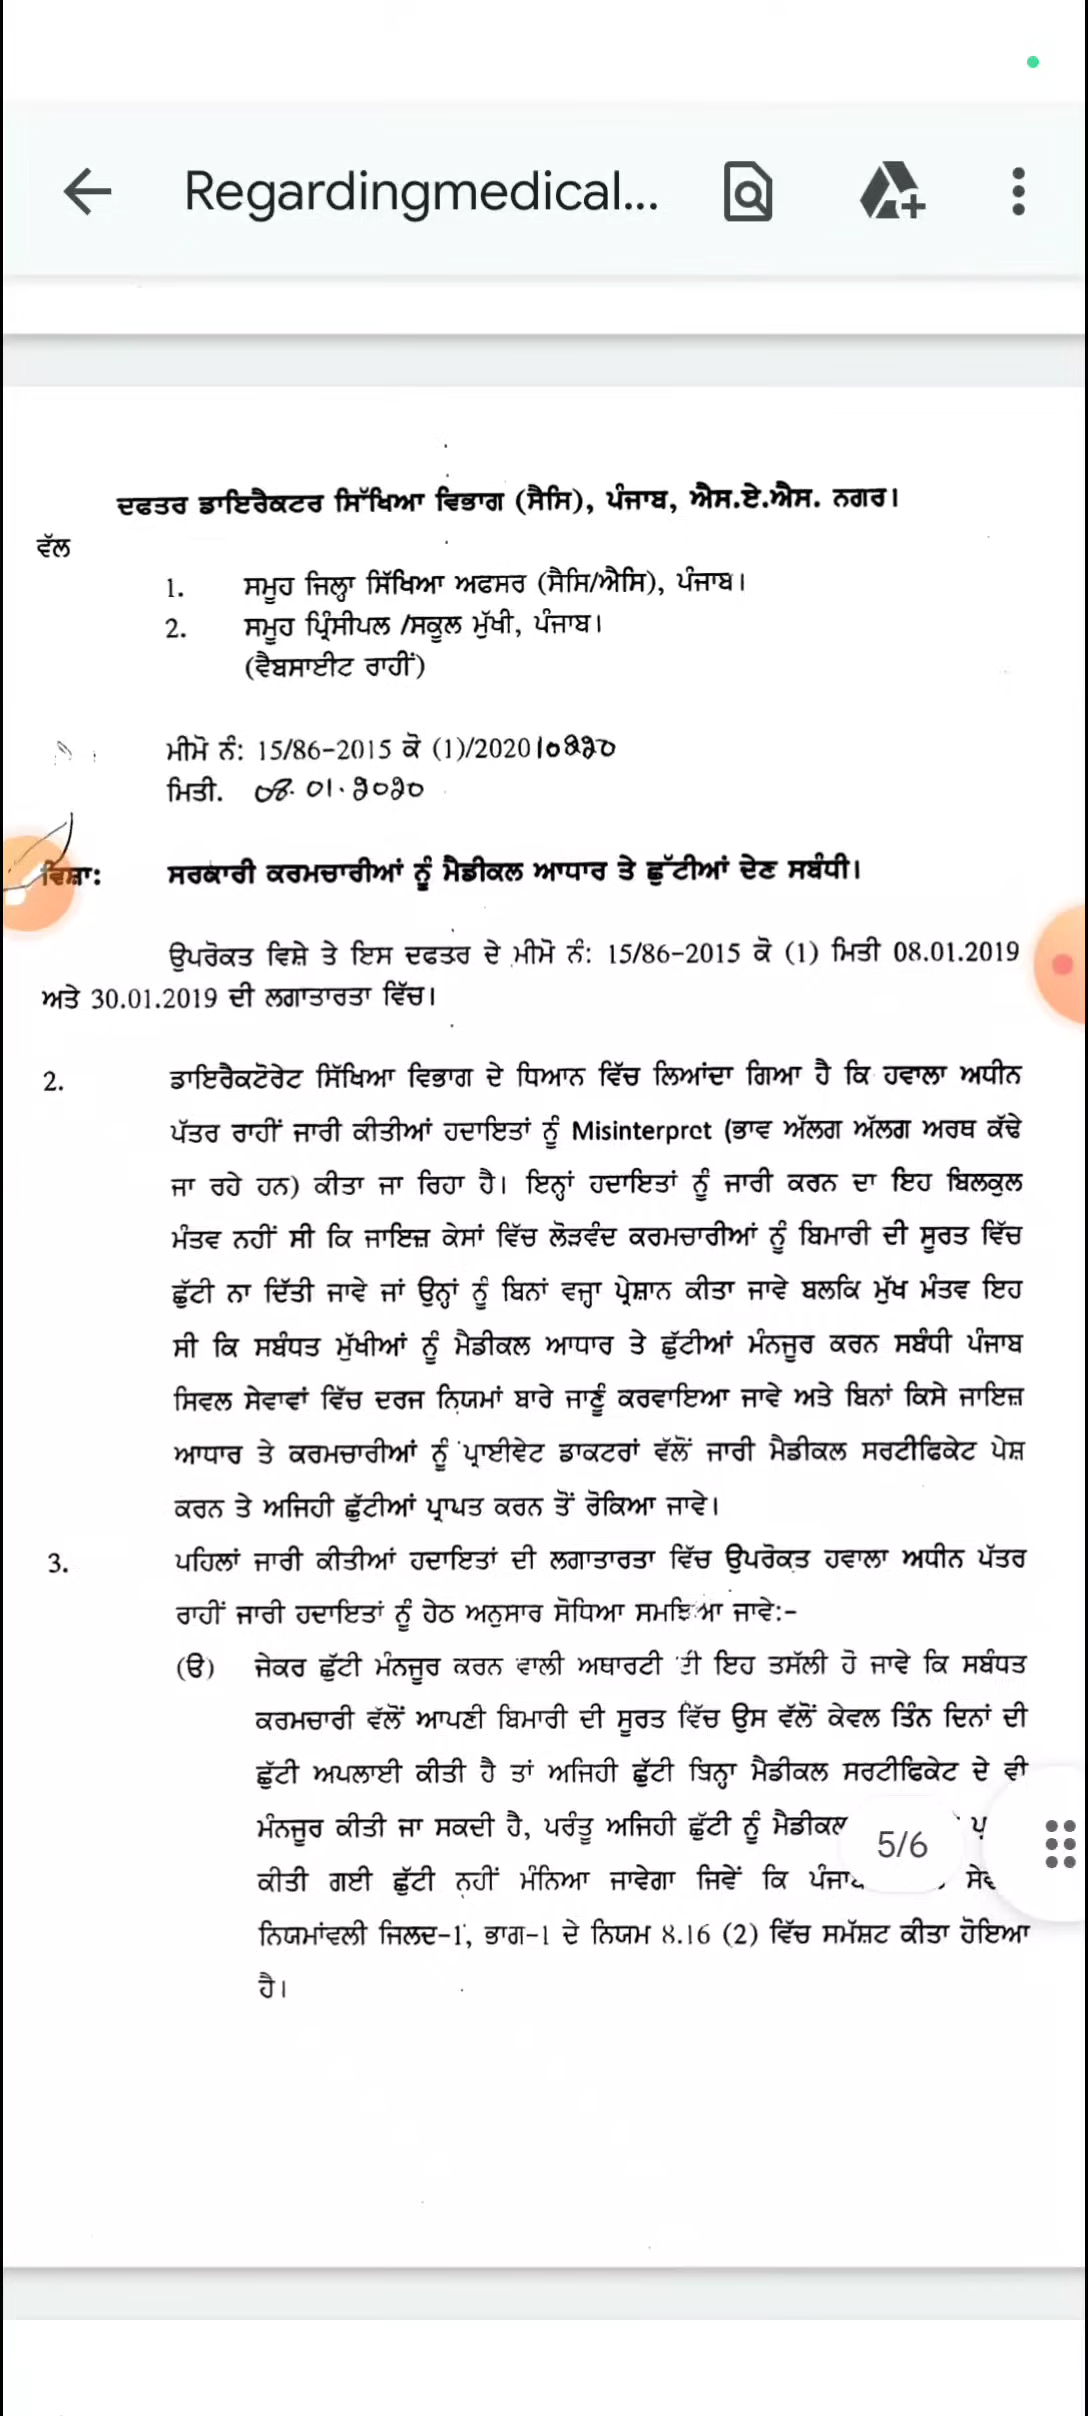 Regardingmedical...
ਦਫਤਰ ਡਾਇਰੈਕਟਰ ਸਿੱਖਿਆ ਵਿਭਾਗ (ਸੈਸਿ), ਪੰਜਾਬ, ਐਸ.ਏ.ਐਸ. ਨਗਰ।
ਵੱਲ
1. ਸਮੂਹ ਜਿਲ੍ਹਾ ਸਿੱਖਿਆ ਅਫਸਰ (ਸੈਸਿ/ਐਸਿ), ਪੰਜਾਬ।
2. ਸਮੂਹ ਪ੍ਰਿੰਸੀਪਲ /ਸਕੂਲ ਮੁੱਖੀ, ਪੰਜਾਬ।
(ਵੈਬਸਾਈਟ ਰਾਹੀਂ)
ਮੀਮੋ ਨੰ: 15/86-2015 ਕੋ (1)/2020
ਮਿਤੀ. 08.01.2020
ਵਿਸ਼ਾ: ਸਰਕਾਰੀ ਕਰਮਚਾਰੀਆਂ ਨੂੰ ਮੈਡੀਕਲ ਆਧਾਰ ਤੇ ਛੁੱਟੀਆਂ ਦੇਣ ਸਬੰਧੀ।
ਉਪਰੋਕਤ ਵਿਸ਼ੇ ਤੇ ਇਸ ਦਫਤਰ ਦੇ ਮੀਮੋ ਨੰ: 15/86-2015 ਕੋ (1) ਮਿਤੀ 08.01.2019
ਅਤੇ 30.01.2019 ਦੀ ਲਗਾਤਾਰਤਾ ਵਿੱਚ।
2. ਡਾਇਰੈਕਟੋਰੇਟ ਸਿੱਖਿਆ ਵਿਭਾਗ ਦੇ ਧਿਆਨ ਵਿੱਚ ਲਿਆਂਦਾ ਗਿਆ ਹੈ ਕਿ ਹਵਾਲਾ ਅਧੀਨ
ਪੱਤਰ ਰਾਹੀਂ ਜਾਰੀ ਕੀਤੀਆਂ ਹਦਾਇਤਾਂ ਨੂੰ Misinterpret (ਭਾਵ ਅੱਲਗ ਅੱਲਗ ਅਰਥ ਕੱਢੇ
ਜਾ ਰਹੇ ਹਨ) ਕੀਤਾ ਜਾ ਰਿਹਾ ਹੈ। ਇਨ੍ਹਾਂ ਹਦਾਇਤਾਂ ਨੂੰ ਜਾਰੀ ਕਰਨ ਦਾ ਇਹ ਬਿਲਕੁਲ
ਮੰਤਵ ਨਹੀਂ ਸੀ ਕਿ ਜਾਇਜ਼ ਕੇਸਾਂ ਵਿੱਚ ਲੋੜਵੰਦ ਕਰਮਚਾਰੀਆਂ ਨੂੰ ਬਿਮਾਰੀ ਦੀ ਸੂਰਤ ਵਿੱਚ
ਛੁੱਟੀ ਨਾ ਦਿੱਤੀ ਜਾਵੇ ਜਾਂ ਉਨ੍ਹਾਂ ਨੂੰ ਬਿਨਾਂ ਵਜ੍ਹਾ ਪ੍ਰੇਸ਼ਾਨ ਕੀਤਾ ਜਾਵੇ ਬਲਕਿ ਮੁੱਖ ਮੰਤਵ ਇਹ
ਸੀ ਕਿ ਸਬੰਧਤ ਮੁੱਖੀਆਂ ਨੂੰ ਮੈਡੀਕਲ ਆਧਾਰ ਤੇ ਛੁੱਟੀਆਂ ਮੰਨਜੂਰ ਕਰਨ ਸਬੰਧੀ ਪੰਜਾਬ
ਸਿਵਲ ਸੇਵਾਵਾਂ ਵਿੱਚ ਦਰਜ ਨਿਯਮਾਂ ਬਾਰੇ ਜਾਣੂੰ ਕਰਵਾਇਆ ਜਾਵੇ ਅਤੇ ਬਿਨਾਂ ਕਿਸੇ ਜਾਇਜ਼
ਆਧਾਰ ਤੇ ਕਰਮਚਾਰੀਆਂ ਨੂੰ ਪ੍ਰਾਈਵੇਟ ਡਾਕਟਰਾਂ ਵੱਲੋਂ ਜਾਰੀ ਮੈਡੀਕਲ ਸਰਟੀਫਿਕੇਟ ਪੇਸ਼
ਕਰਨ ਤੇ ਅਜਿਹੀ ਛੁੱਟੀਆਂ ਪ੍ਰਾਪਤ ਕਰਨ ਤੋਂ ਰੋਕਿਆ ਜਾਵੇ।
3. ਪਹਿਲਾਂ ਜਾਰੀ ਕੀਤੀਆਂ ਹਦਾਇਤਾਂ ਦੀ ਲਗਾਤਾਰਤਾ ਵਿੱਚ ਉਪਰੋਕਤ ਹਵਾਲਾ ਅਧੀਨ ਪੱਤਰ
ਰਾਹੀਂ ਜਾਰੀ ਹਦਾਇਤਾਂ ਨੂੰ ਹੇਠ ਅਨੁਸਾਰ ਸੋਧਿਆ ਸਮਝਿਆ ਜਾਵੇ:-
(ੳ) ਜੇਕਰ ਛੁੱਟੀ ਮੰਨਜੂਰ ਕਰਨ ਵਾਲੀ ਅਥਾਰਟੀ ਦੀ ਇਹ ਤਸੱਲੀ ਹੋ ਜਾਵੇ ਕਿ ਸਬੰਧਤ
ਕਰਮਚਾਰੀ ਵੱਲੋਂ ਆਪਣੀ ਬਿਮਾਰੀ ਦੀ ਸੂਰਤ ਵਿੱਚ ਉਸ ਵੱਲੋਂ ਕੇਵਲ ਤਿੰਨ ਦਿਨਾਂ ਦੀ
ਛੁੱਟੀ ਅਪਲਾਈ ਕੀਤੀ ਹੈ ਤਾਂ ਅਜਿਹੀ ਛੁੱਟੀ ਬਿਨ੍ਹਾ ਮੈਡੀਕਲ ਸਰਟੀਫਿਕੇਟ ਦੇ ਵੀ
ਮੰਨਜੂਰ ਕੀਤੀ ਜਾ ਸਕਦੀ ਹੈ, ਪਰੰਤੂ ਅਜਿਹੀ ਛੁੱਟੀ ਨੂੰ ਮੈਡੀਕਲ
5/6
ਕੀਤੀ ਗਈ ਛੁੱਟੀ ਨਹੀਂ ਮੰਨਿਆ ਜਾਵੇਗਾ ਜਿਵੇਂ ਕਿ ਪੰਜਾਬ
ਨਿਯਮਾਂਵਲੀ ਜਿਲਦ-1, ਭਾਗ-1 ਦੇ ਨਿਯਮ 8.16 (2) ਵਿੱਚ ਸਪੱਸ਼ਟ ਕੀਤਾ ਹੋਇਆ
ਹੈ।